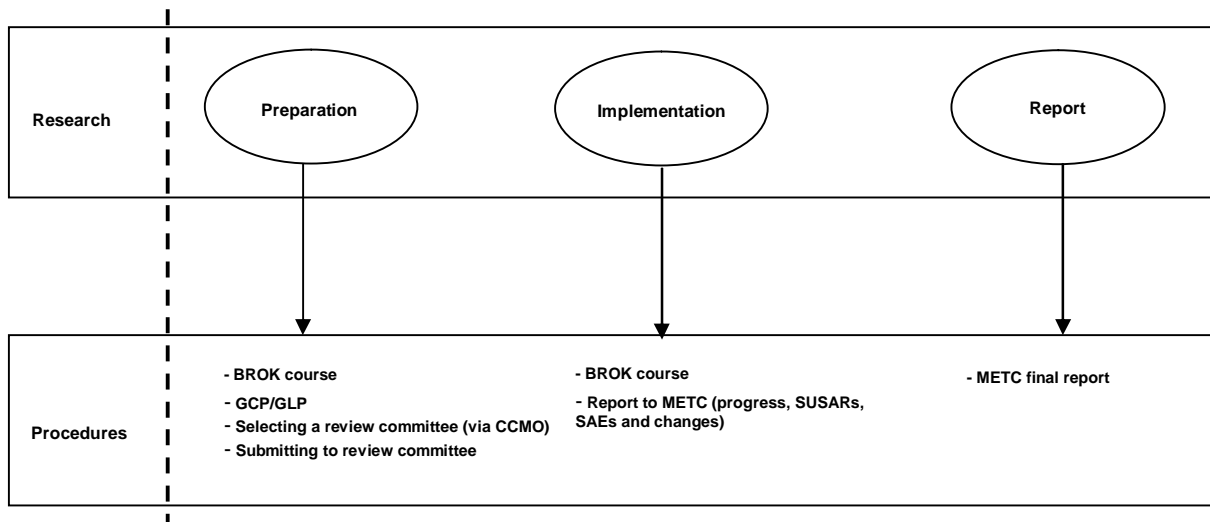 Research
Preparation
Implementation
Report
Procedures
- BROK course
- GCP/GLP
- Selecting a review committee (via CCMO)
- Submitting to review committee
- BROK course
- Report to METC (progress, SUSARs,
SAEs and changes)
- METC final report